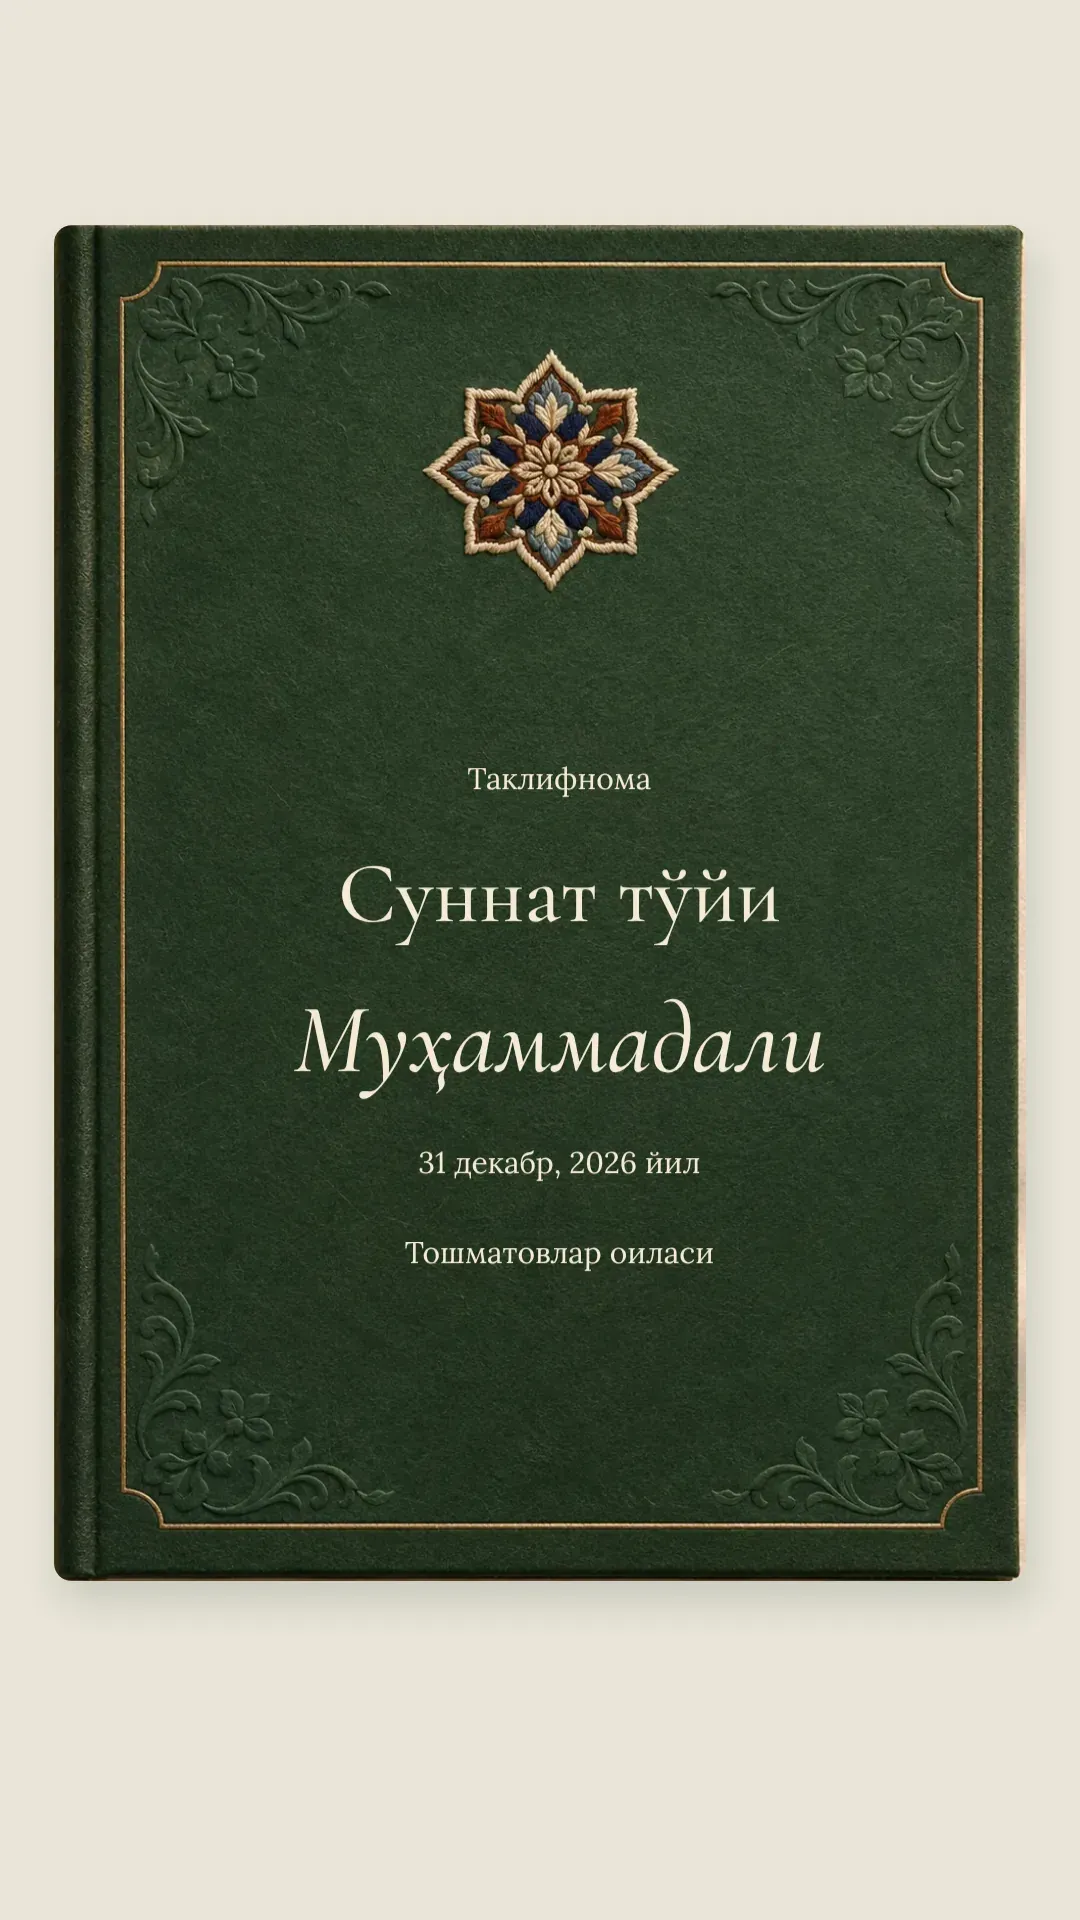 Таклифнома
Суннат тўйи
Муҳаммадали
31 декабр, 2026 йил
Тошматовлар оиласи